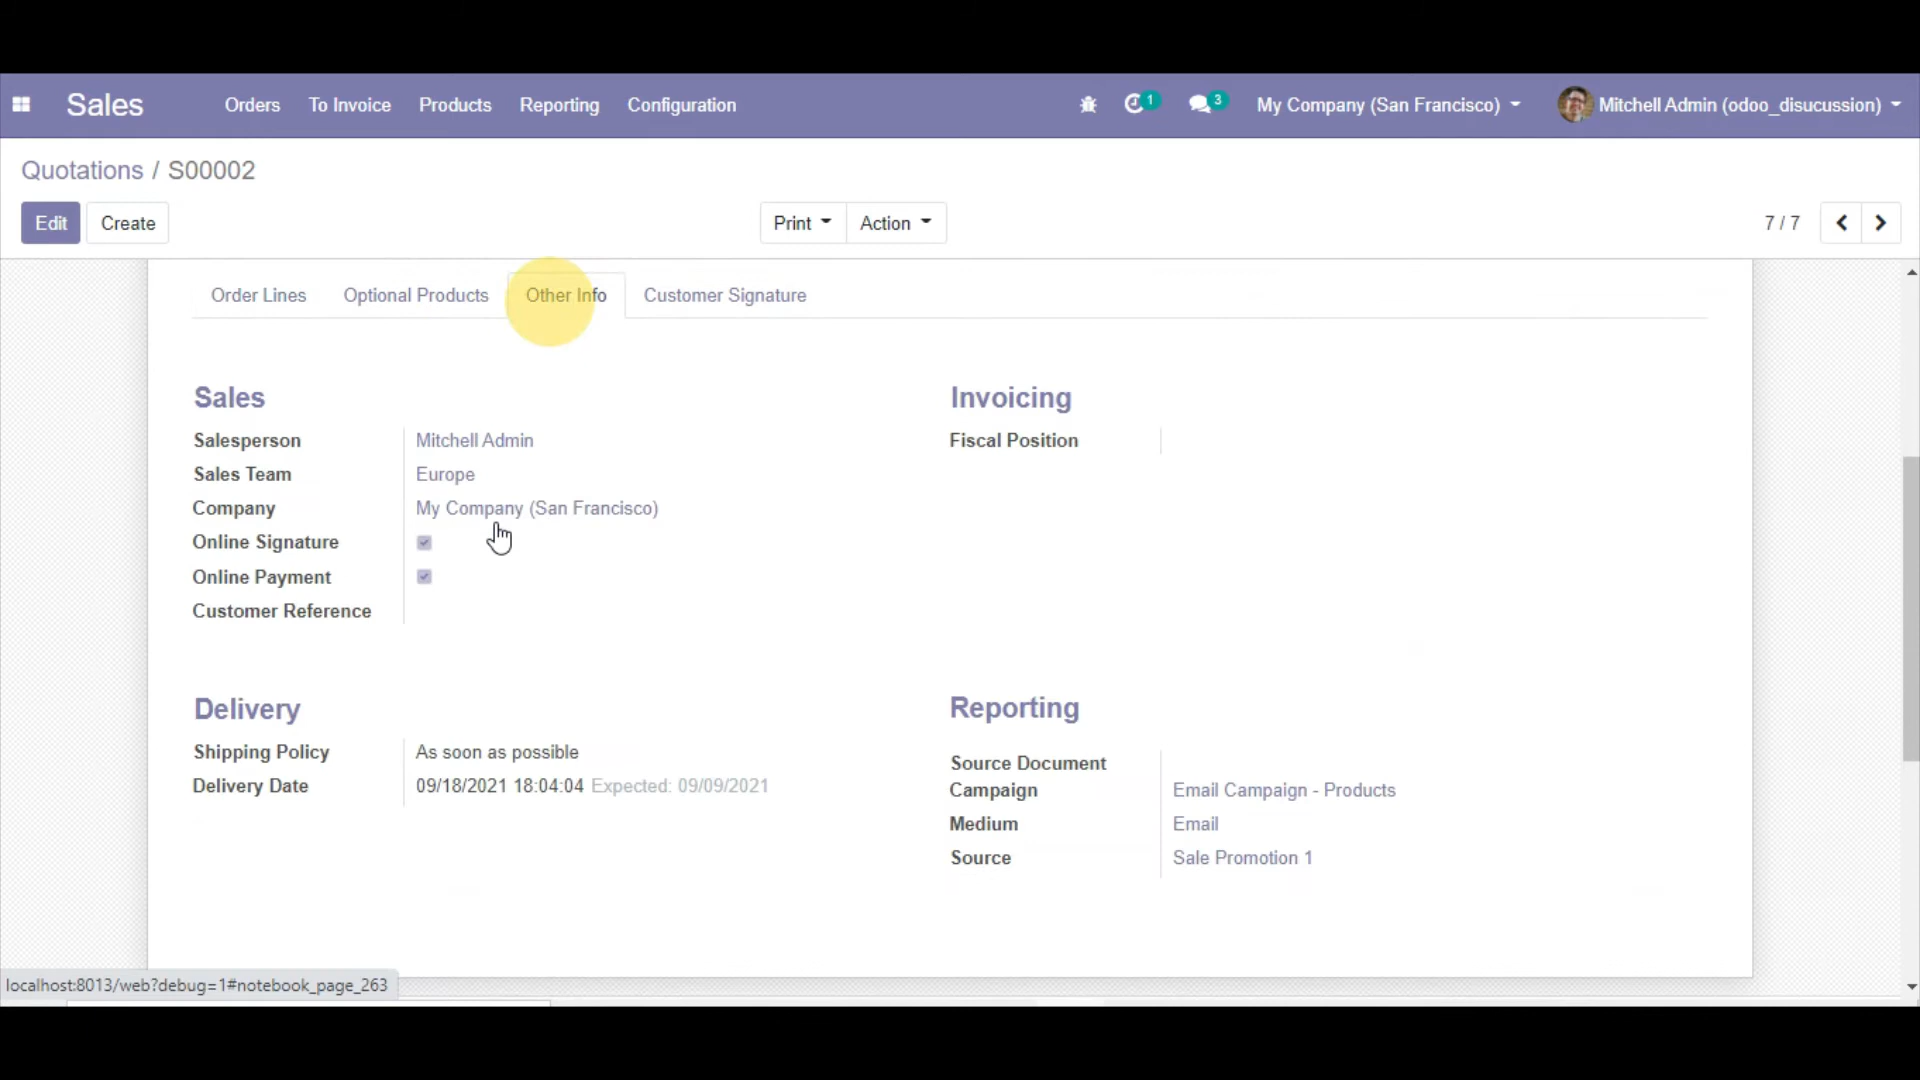 Sales Orders To Invoice Products Reporting Configuration 1 3 My Company (San Francisco) Mitchell Admin (odoo_disucussion)
Quotations / S00002
Edit Create Print Action 7 / 7
Order Lines Optional Products Other Info Customer Signature
Sales
Salesperson Mitchell Admin
Sales Team Europe
Company My Company (San Francisco)
Online Signature
Online Payment
Customer Reference
Invoicing
Fiscal Position
Delivery
Shipping Policy As soon as possible
Delivery Date 09/18/2021 18:04:04 Expected: 09/09/2021
Reporting
Source Document
Campaign Email Campaign - Products
Medium Email
Source Sale Promotion 1
localhost:8013/web?debug=1#notebook_page_263